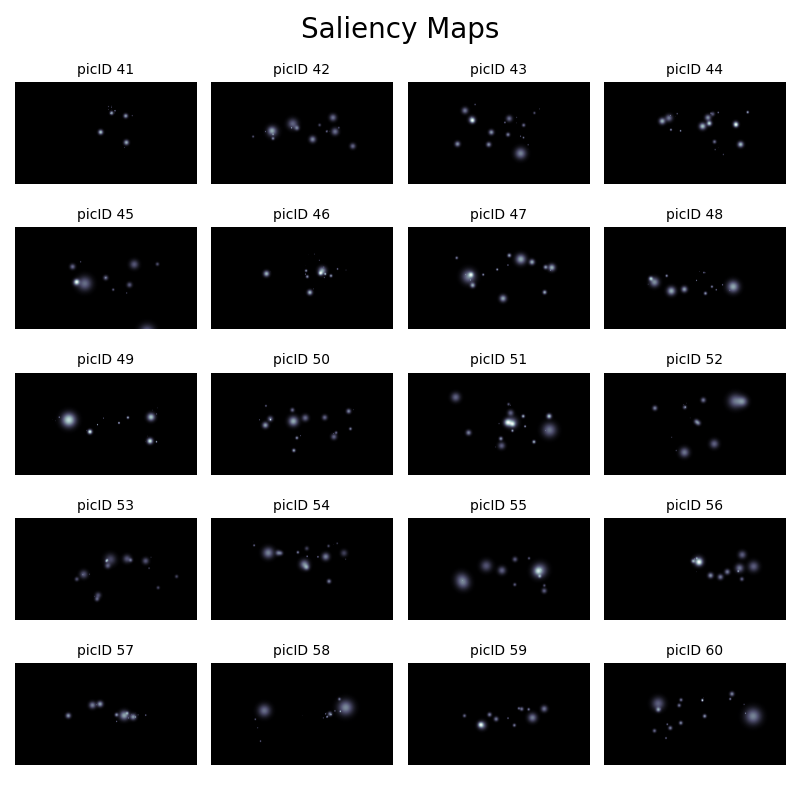 Saliency Maps
picID 41
picID 42
picID 43
picID 44
picID 45
picID 46
picID 47
picID 48
picID 49
picID 50
picID 51
picID 52
picID 53
picID 54
picID 55
picID 56
picID 57
picID 58
picID 59
picID 60